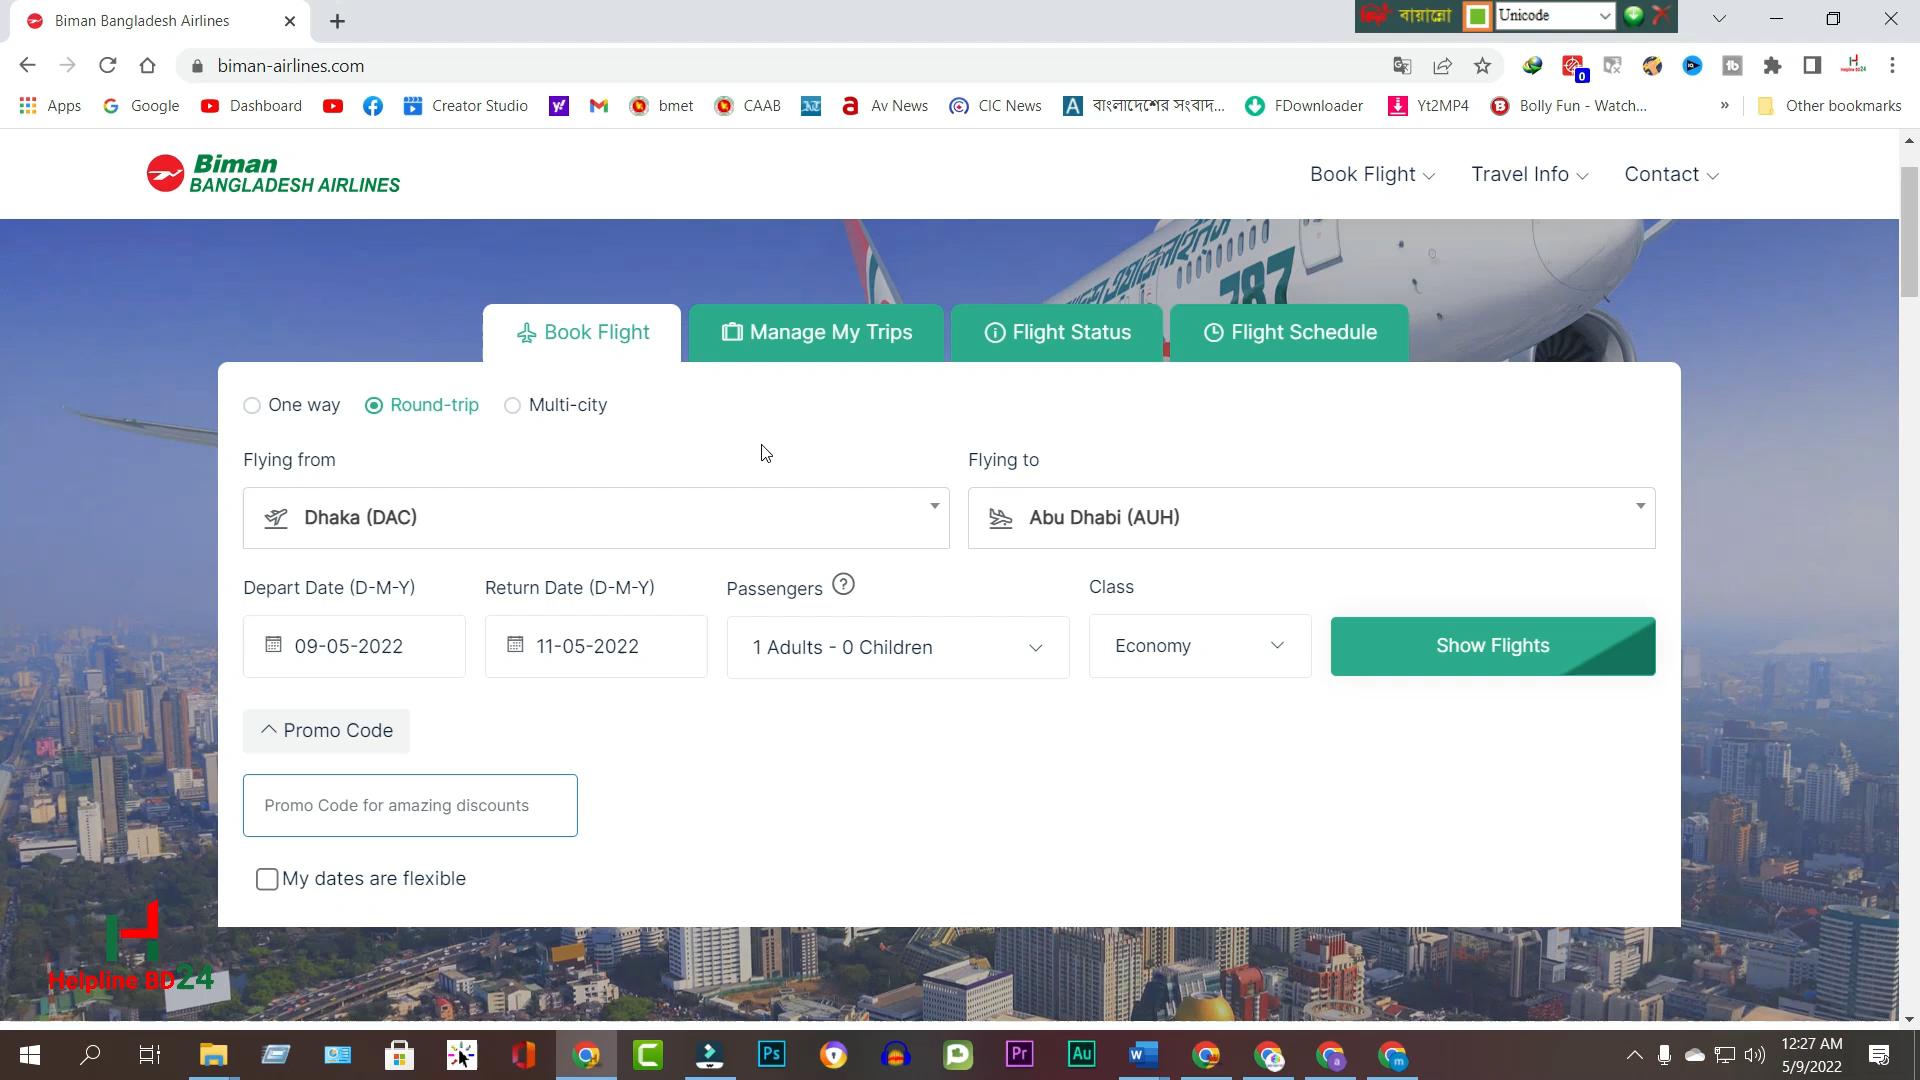 Biman Bangladesh Airlines
বায়ান্নো
Unicode
biman-airlines.com
0
Apps
Google
Dashboard
Creator Studio
bmet
CAAB
Av News
CIC News
বাংলাদেশের সংবাদ...
FDownloader
Yt2MP4
Bolly Fun - Watch...
»
Other bookmarks
Biman
BANGLADESH AIRLINES
Book Flight
Travel Info
Contact
787
Book Flight
Manage My Trips
Flight Status
Flight Schedule
One way
Round-trip
Multi-city
Flying from
Flying to
Dhaka (DAC)
Abu Dhabi (AUH)
Depart Date (D-M-Y)
Return Date (D-M-Y)
Passengers ?
Class
09-05-2022
11-05-2022
1 Adults - 0 Children
Economy
Show Flights
Promo Code
Promo Code for amazing discounts
My dates are flexible
Helpline BD24
Ps
Pr
Au
12:27 AM
5/9/2022